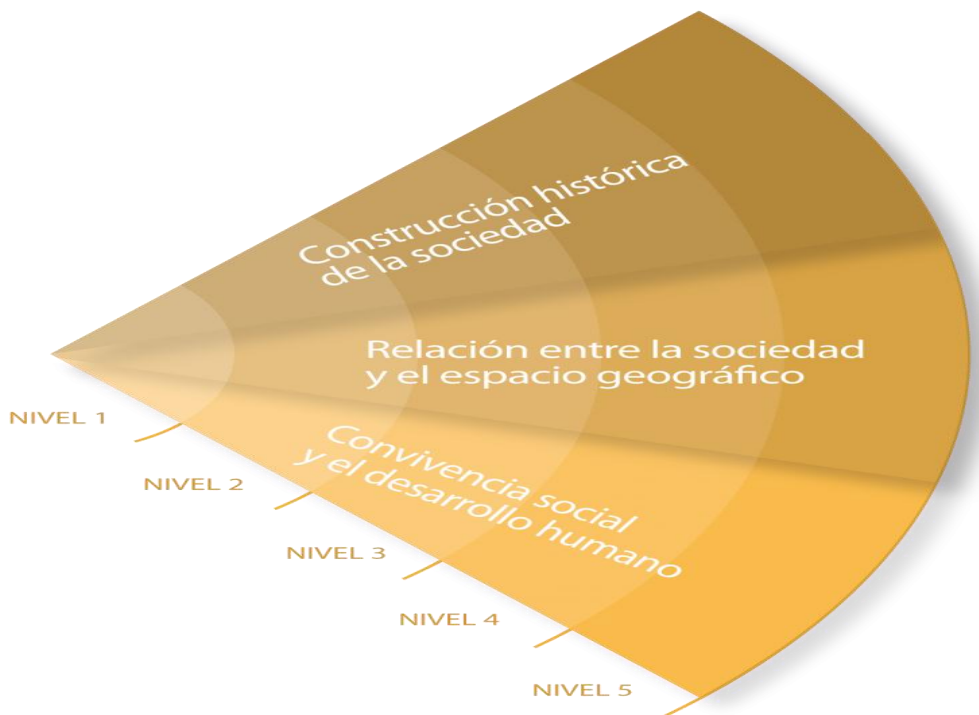 Construcción histórica
de la sociedad
Relación entre la sociedad
y el espacio geográfico
Convivencia social
y el desarrollo humano
NIVEL 1
NIVEL 2
NIVEL 3
NIVEL 4
NIVEL 5